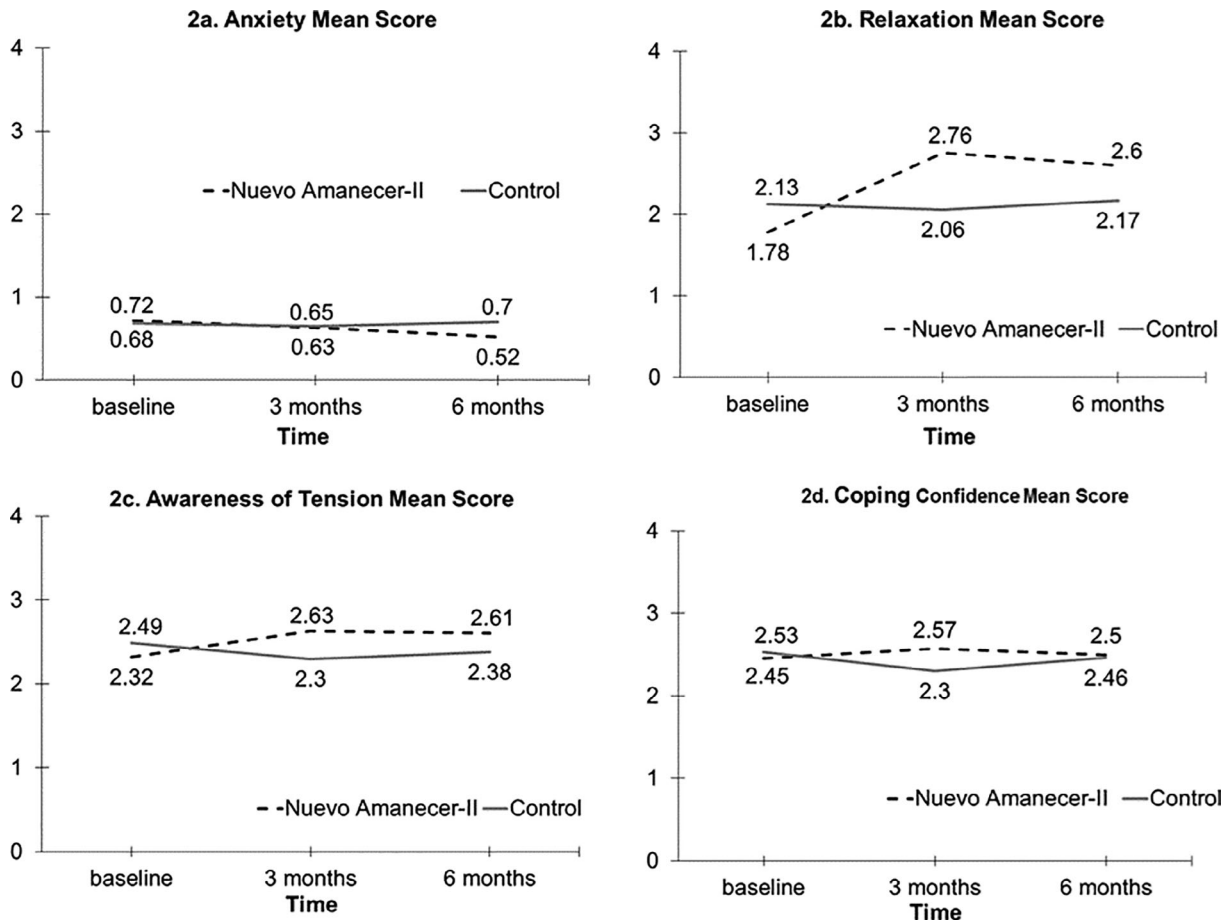 2a. Anxiety Mean Score
4
3
2
1
0
Nuevo Amanecer-II
Control
0.72
0.65
0.7
0.68
0.63
0.52
baseline
3 months
6 months
Time
2b. Relaxation Mean Score
4
3
2
1
0
2.76
2.6
2.13
2.06
2.17
1.78
Nuevo Amanecer-II
Control
baseline
3 months
6 months
Time
2c. Awareness of Tension Mean Score
4
3
2
1
0
2.49
2.63
2.61
2.32
2.3
2.38
Nuevo Amanecer-II
Control
baseline
3 months
6 months
Time
2d. Coping Confidence Mean Score
4
3
2
1
0
2.53
2.57
2.5
2.45
2.3
2.46
Nuevo Amanecer-II
Control
baseline
3 months
6 months
Time